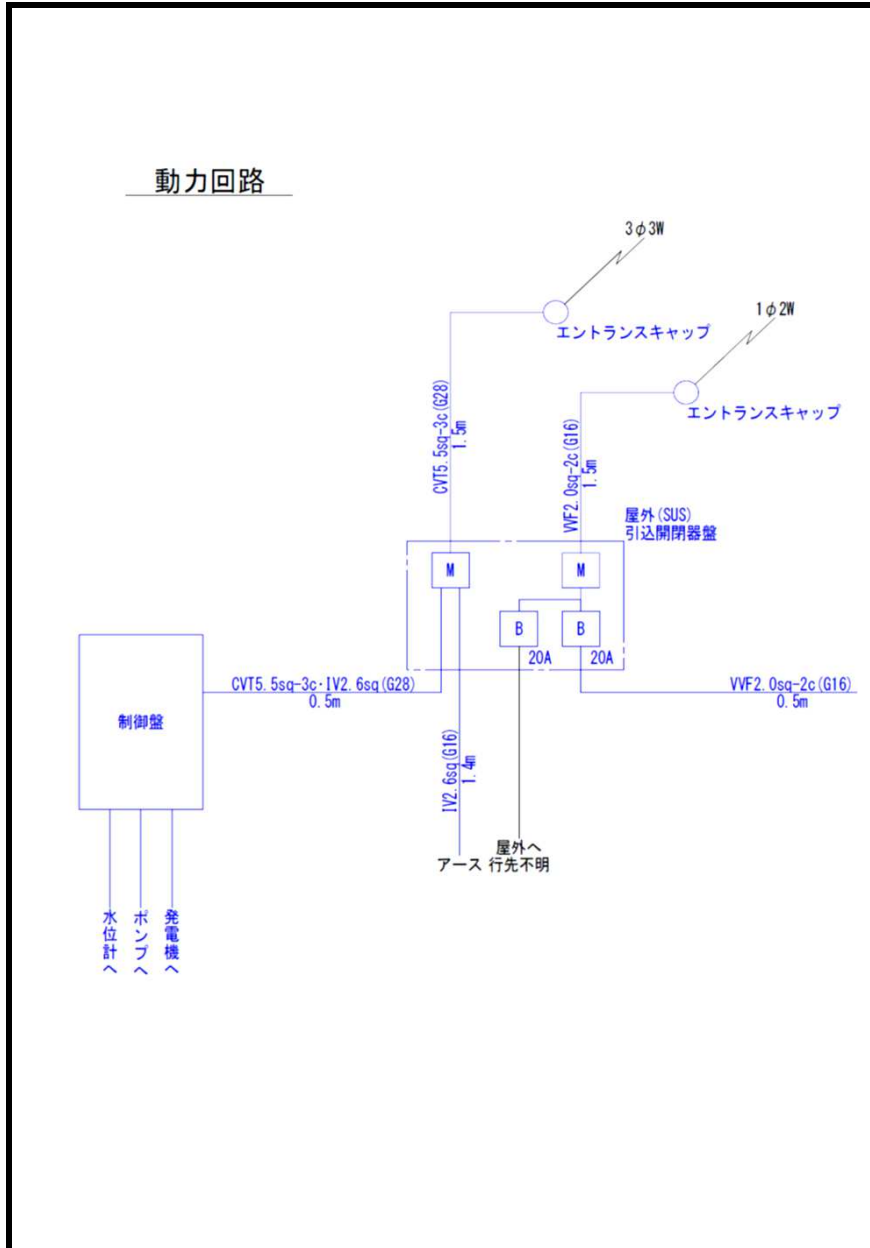 動力回路
3φ3W
エントランスキャップ
1φ2W
エントランスキャップ
CVT5.5sq-3c(G28)
1.5m
VVF2.0sq-2c(G16)
1.5m
屋外(SUS)
引込開閉器盤
M
M
B
B
20A
20A
制御盤
CVT5.5sq-3c・IV2.6sq(G28)
0.5m
VVF2.0sq-2c(G16)
0.5m
IV2.6sq(G16)
1.4m
アース
屋外へ
行先不明
水位計へ
ポンプへ
発電機へ